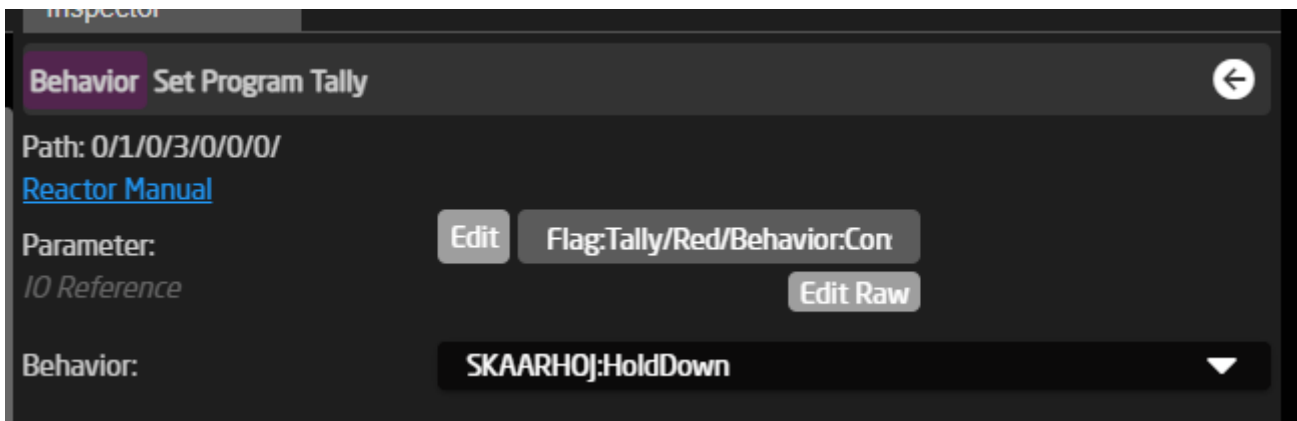 Inspector
Behavior Set Program Tally
Path: 0/1/0/3/0/0/0/
Reactor Manual
Parameter:
Edit Flag:Tally/Red/Behavior:Con
IO Reference
Edit Raw
Behavior:
SKAARHOJ:HoldDown